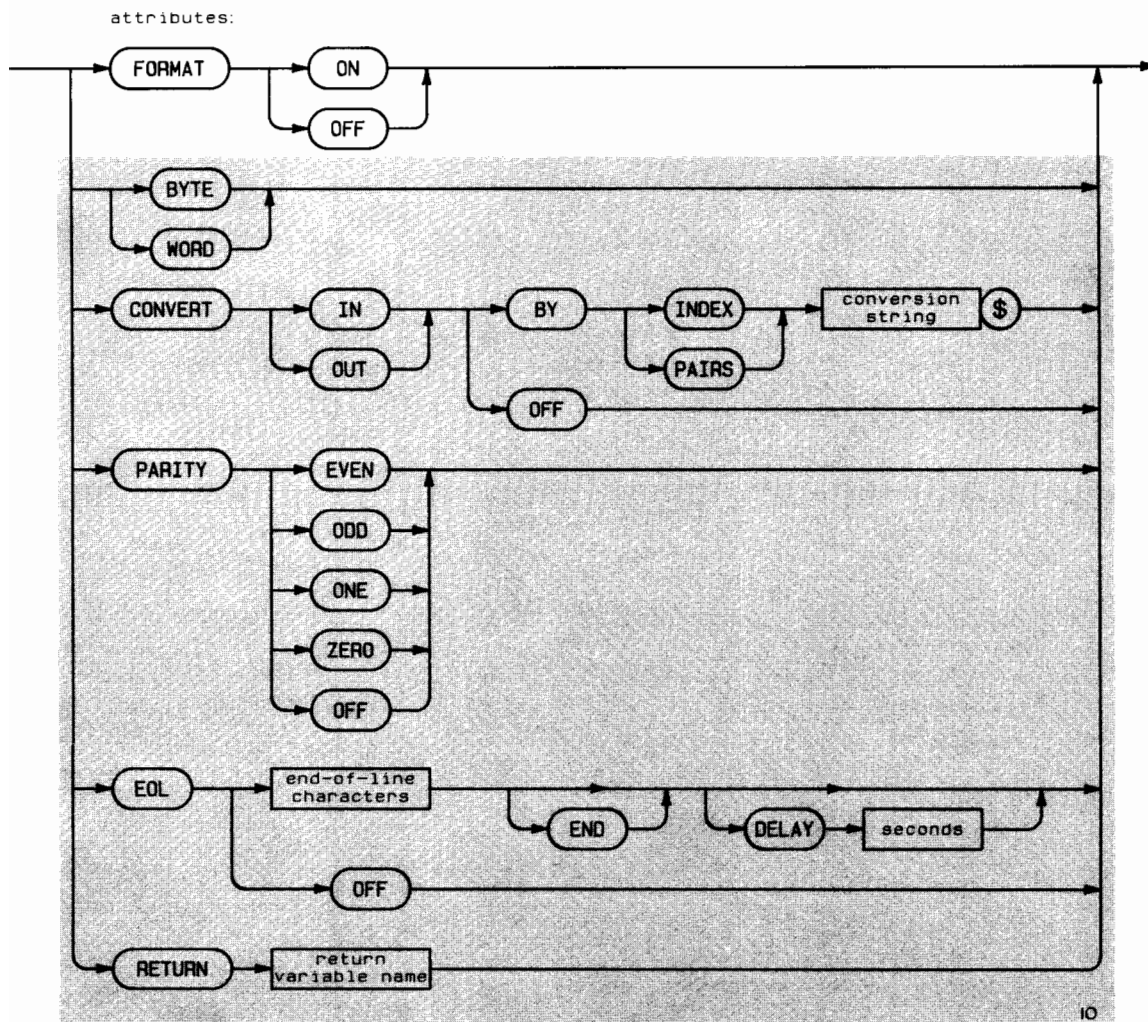 attributes:
FORMAT
ON
OFF
BYTE
WORD
CONVERT
IN
OUT
BY
INDEX
PAIRS
conversion
string
$
OFF
PARITY
EVEN
ODD
ONE
ZERO
OFF
EOL
end-of-line
characters
END
DELAY
seconds
OFF
RETURN
return
variable name
IO